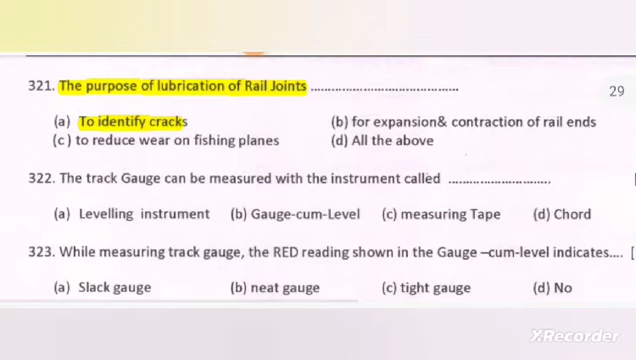 321. The purpose of lubrication of Rail Joints ................................................
29
(a) To identify cracks (b) for expansion& contraction of rail ends
(c ) to reduce wear on fishing planes (d) All the above
322. The track Gauge can be measured with the instrument called ................................. [
(a) Levelling instrument (b) Gauge-cum-Level (c) measuring Tape (d) Chord
323. While measuring track gauge, the RED reading shown in the Gauge –cum-level indicates.... [
(a) Slack gauge (b) neat gauge (c) tight gauge (d) No
XRecorder